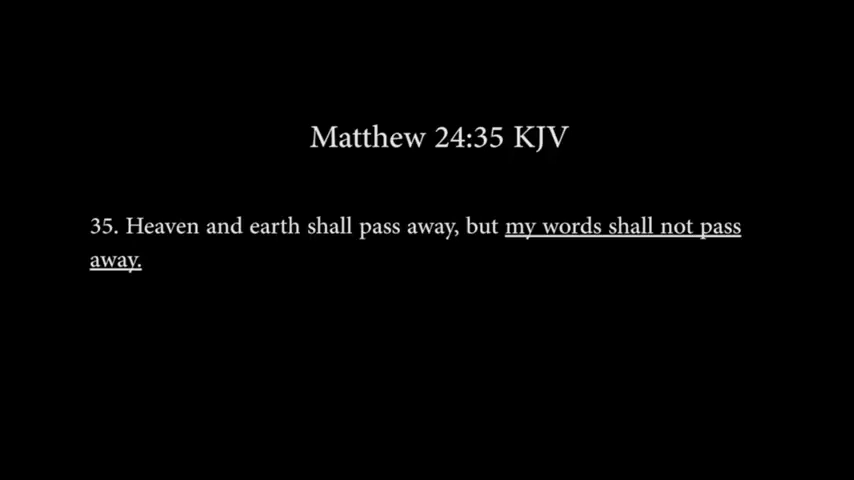 Matthew 24:35 KJV
35. Heaven and earth shall pass away, but my words shall not pass
away.